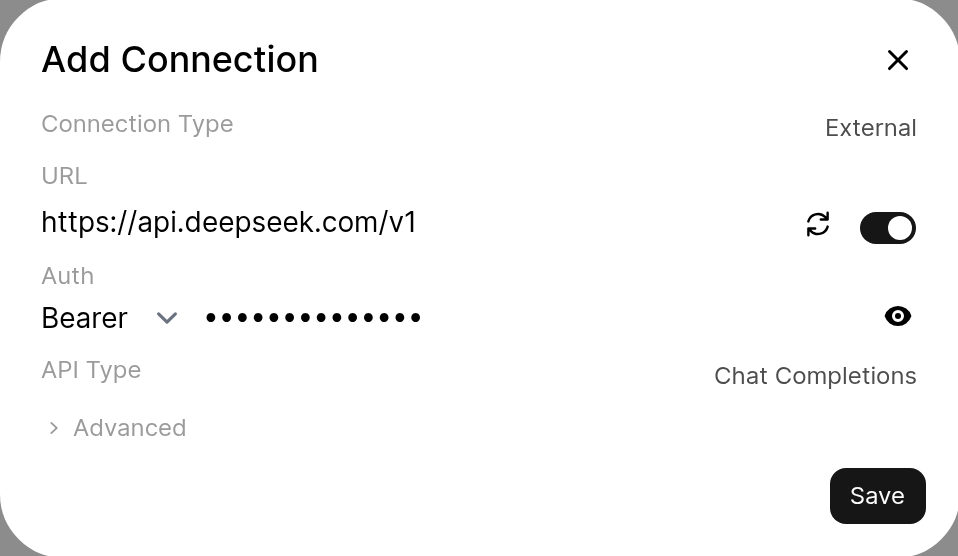 Add Connection
Connection Type
External
URL
https://api.deepseek.com/v1
Auth
Bearer ••••••••••••••
API Type
Chat Completions
Advanced
Save